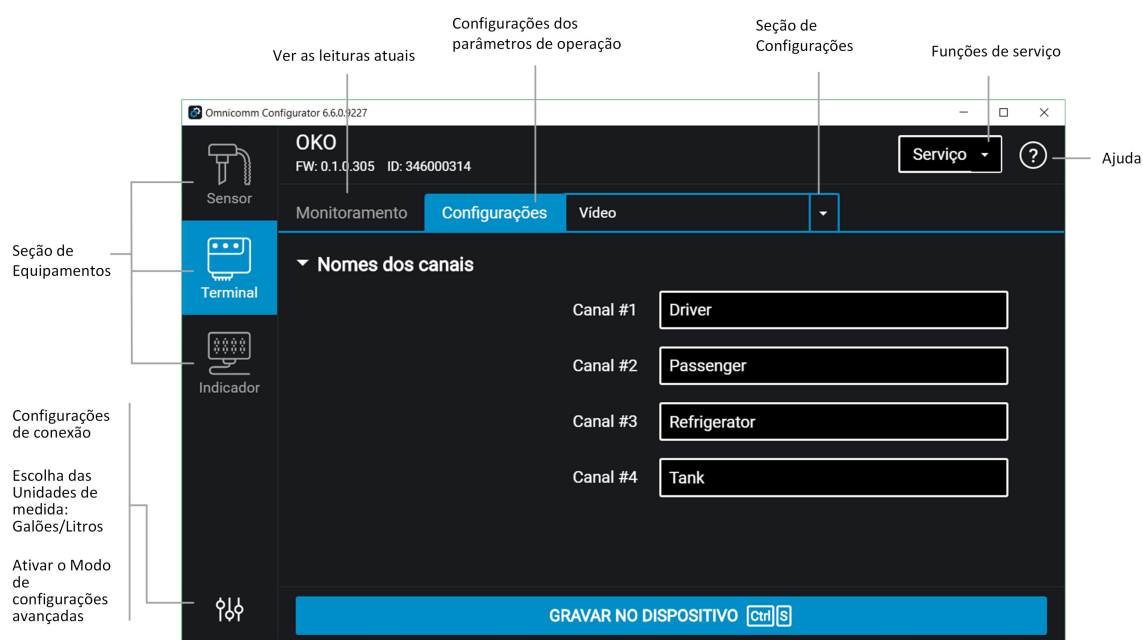 Configurações dos
parâmetros de operação
Seção de
Configurações
Ver as leituras atuais
Funções de serviço
Omnicomm Configurator 6.6.0.9227
OKO
FW: 0.1.0.305 ID: 346000314
Serviço
?
Ajuda
Sensor
Monitoramento
Configurações
Vídeo
Seção de
Equipamentos
Terminal
Nomes dos canais
Canal #1
Driver
Canal #2
Passenger
Indicador
Canal #3
Refrigerator
Canal #4
Tank
Configurações
de conexão
Escolha das
Unidades de
medida:
Galões/Litros
Ativar o Modo
de
configurações
avançadas
GRAVAR NO DISPOSITIVO Ctrl S